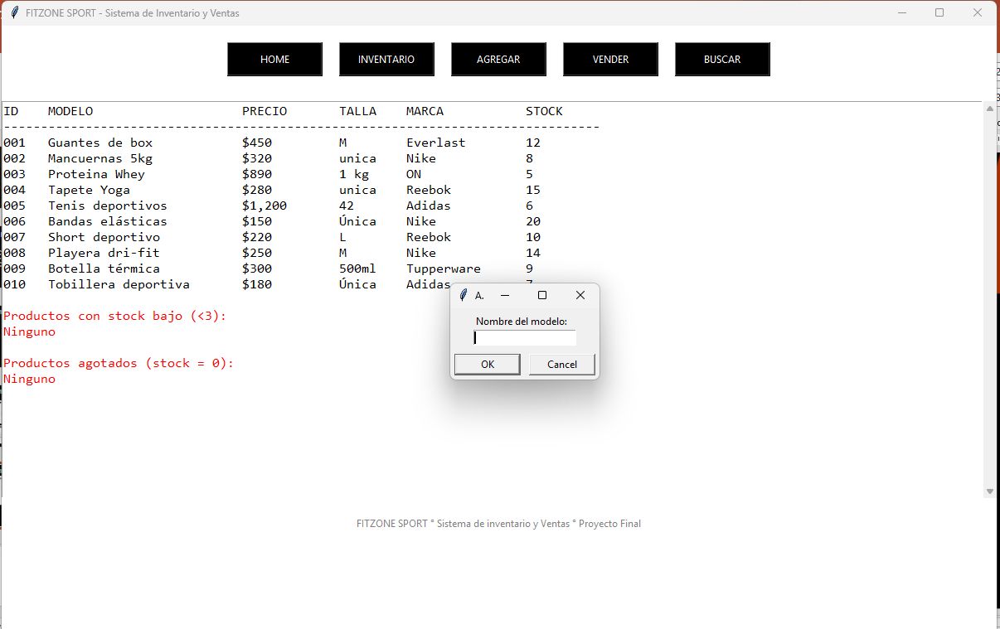 FITZONE SPORT - Sistema de Inventario y Ventas
HOME INVENTARIO AGREGAR VENDER BUSCAR
ID MODELO PRECIO TALLA MARCA STOCK
--------------------------------------------------------------------------------
001 Guantes de box $450 M Everlast 12
002 Mancuernas 5kg $320 unica Nike 8
003 Proteina Whey $890 1 kg ON 5
004 Tapete Yoga $280 unica Reebok 15
005 Tenis deportivos $1,200 42 Adidas 6
006 Bandas elásticas $150 Única Nike 20
007 Short deportivo $220 L Reebok 10
008 Playera dri-fit $250 M Nike 14
009 Botella térmica $300 500ml Tupperware 9
010 Tobillera deportiva $180 Única Adidas
A.
Nombre del modelo:
OK Cancel
Productos con stock bajo (<3):
Ninguno
Productos agotados (stock = 0):
Ninguno
FITZONE SPORT ° Sistema de inventario y Ventas ° Proyecto Final